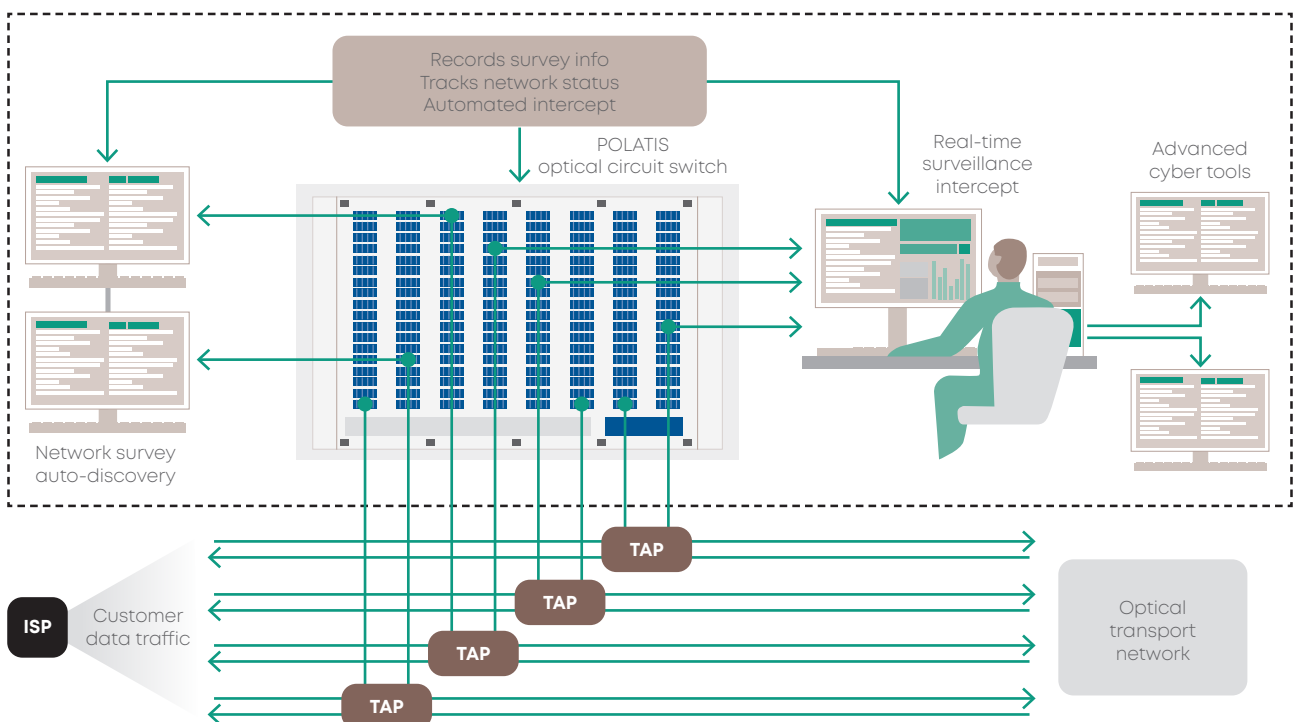 Records survey info
Tracks network status
Automated intercept
POLATIS
optical circuit switch
Real-time
surveillance
intercept
Advanced
cyber tools
Network survey
auto-discovery
TAP
TAP
TAP
TAP
ISP
Customer
data traffic
Optical
transport
network